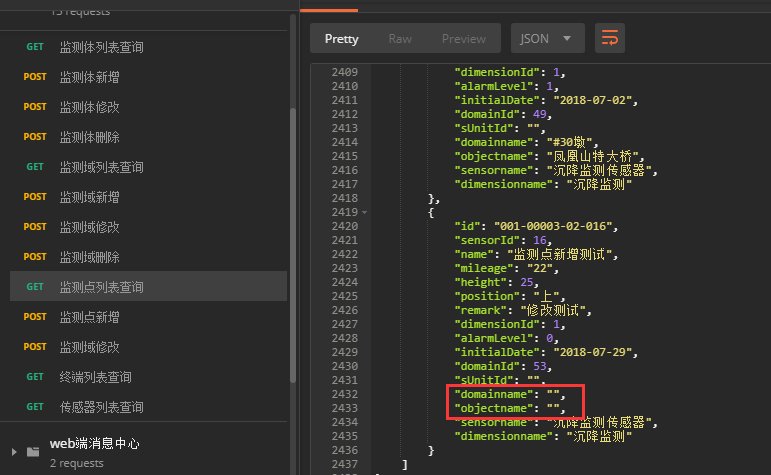 15 requests
GET 监测体列表查询
POST 监测体新增
POST 监测体修改
POST 监测体删除
GET 监测域列表查询
POST 监测域新增
POST 监测域修改
POST 监测域删除
GET 监测点列表查询
POST 监测点新增
POST 监测域修改
GET 终端列表查询
GET 传感器列表查询
web端消息中心
2 requests
Pretty Raw Preview JSON
2409 "dimensionId": 1,
2410 "alarmLevel": 1,
2411 "initialDate": "2018-07-02",
2412 "domainId": 49,
2413 "sUnitId": "",
2414 "domainname": "#30墩",
2415 "objectname": "凤凰山特大桥",
2416 "sensorname": "沉降监测传感器",
2417 "dimensionname": "沉降监测"
2418 },
2419 {
2420 "id": "001-00003-02-016",
2421 "sensorId": 16,
2422 "name": "监测点新增测试",
2423 "mileage": "22",
2424 "height": 25,
2425 "position": "上",
2426 "remark": "修改测试",
2427 "dimensionId": 1,
2428 "alarmLevel": 0,
2429 "initialDate": "2018-07-29",
2430 "domainId": 53,
2431 "sUnitId": "",
2432 "domainname": "",
2433 "objectname": "",
2434 "sensorname": "沉降监测传感器",
2435 "dimensionname": "沉降监测"
2436 }
2437 ]